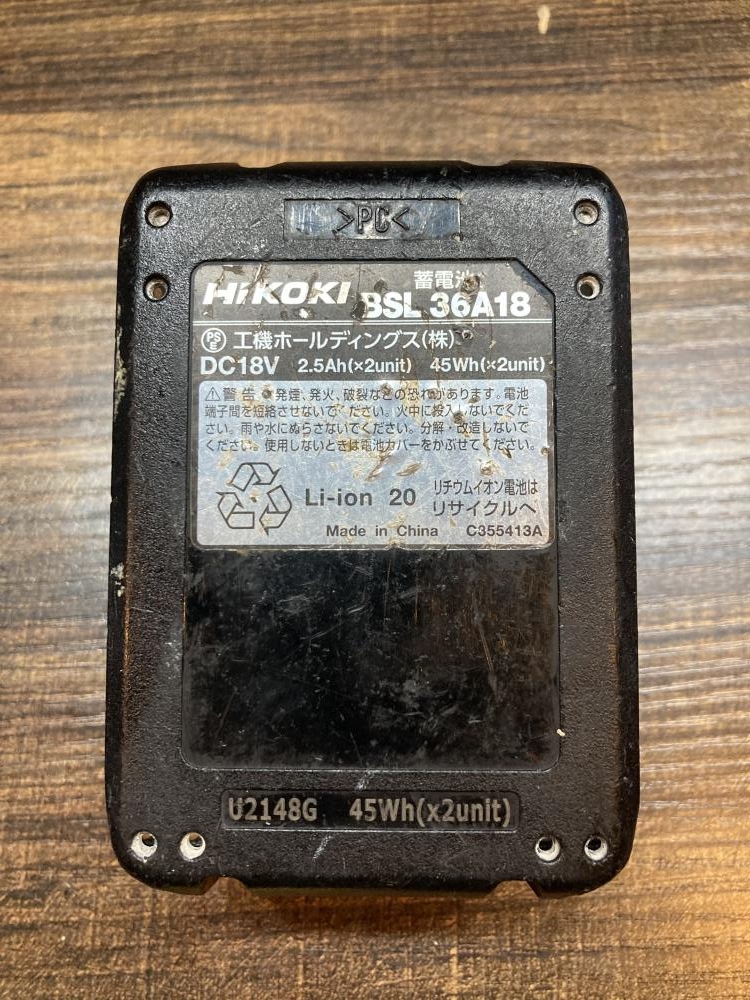 >PC<
HiKOKI 蓄電池 BSL 36A18
PSE 工機ホールディングス(株)
DC18V 2.5Ah(×2unit) 45Wh(×2unit)
⚠警告 発煙、発火、破裂などの恐れがあります。電池
端子間を短絡させないでください。火中に投入しないでくだ
さい。雨や水にぬらさないでください。分解・改造しないで
ください。使用しないときは電池カバーをかぶせてください。
Li-ion 20 リチウムイオン電池は
リサイクルへ
Made in China C355413A
U2148G 45Wh(x2unit)